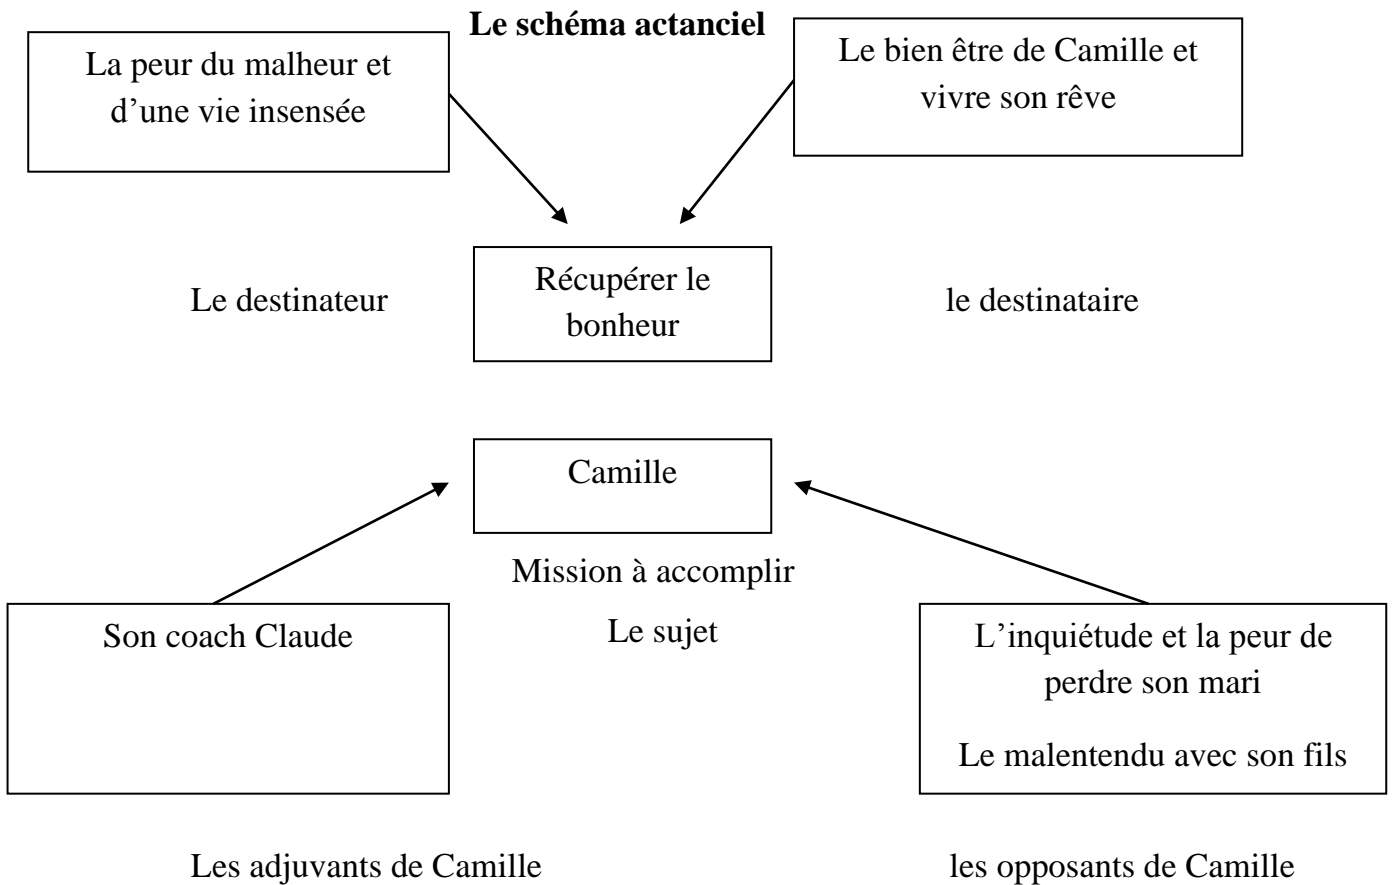 Le schéma actanciel
La peur du malheur et
d’une vie insensée
Le bien être de Camille et
vivre son rêve
Le destinateur
Récupérer le
bonheur
le destinataire
Camille
Mission à accomplir
Le sujet
Son coach Claude
L’inquiétude et la peur de
perdre son mari
Le malentendu avec son fils
Les adjuvants de Camille
les opposants de Camille